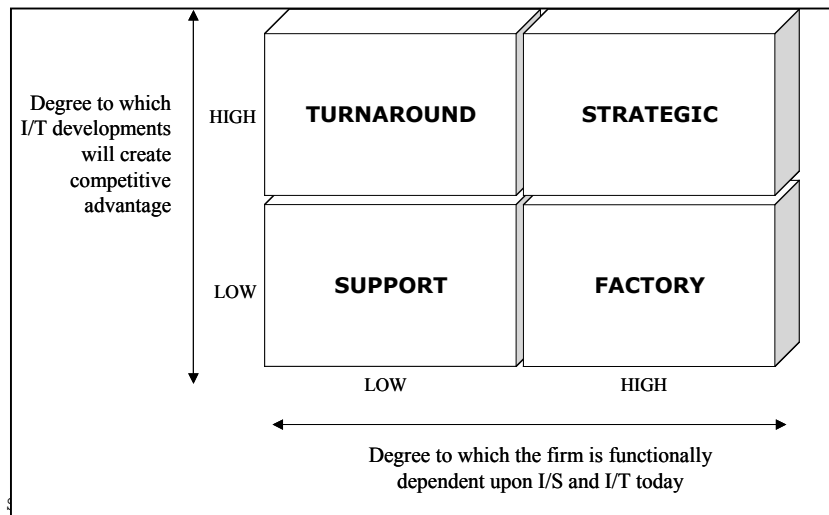 Degree to which
I/T developments
will create
competitive
advantage
HIGH
TURNAROUND
STRATEGIC
LOW
SUPPORT
FACTORY
LOW
HIGH
Degree to which the firm is functionally
dependent upon I/S and I/T today